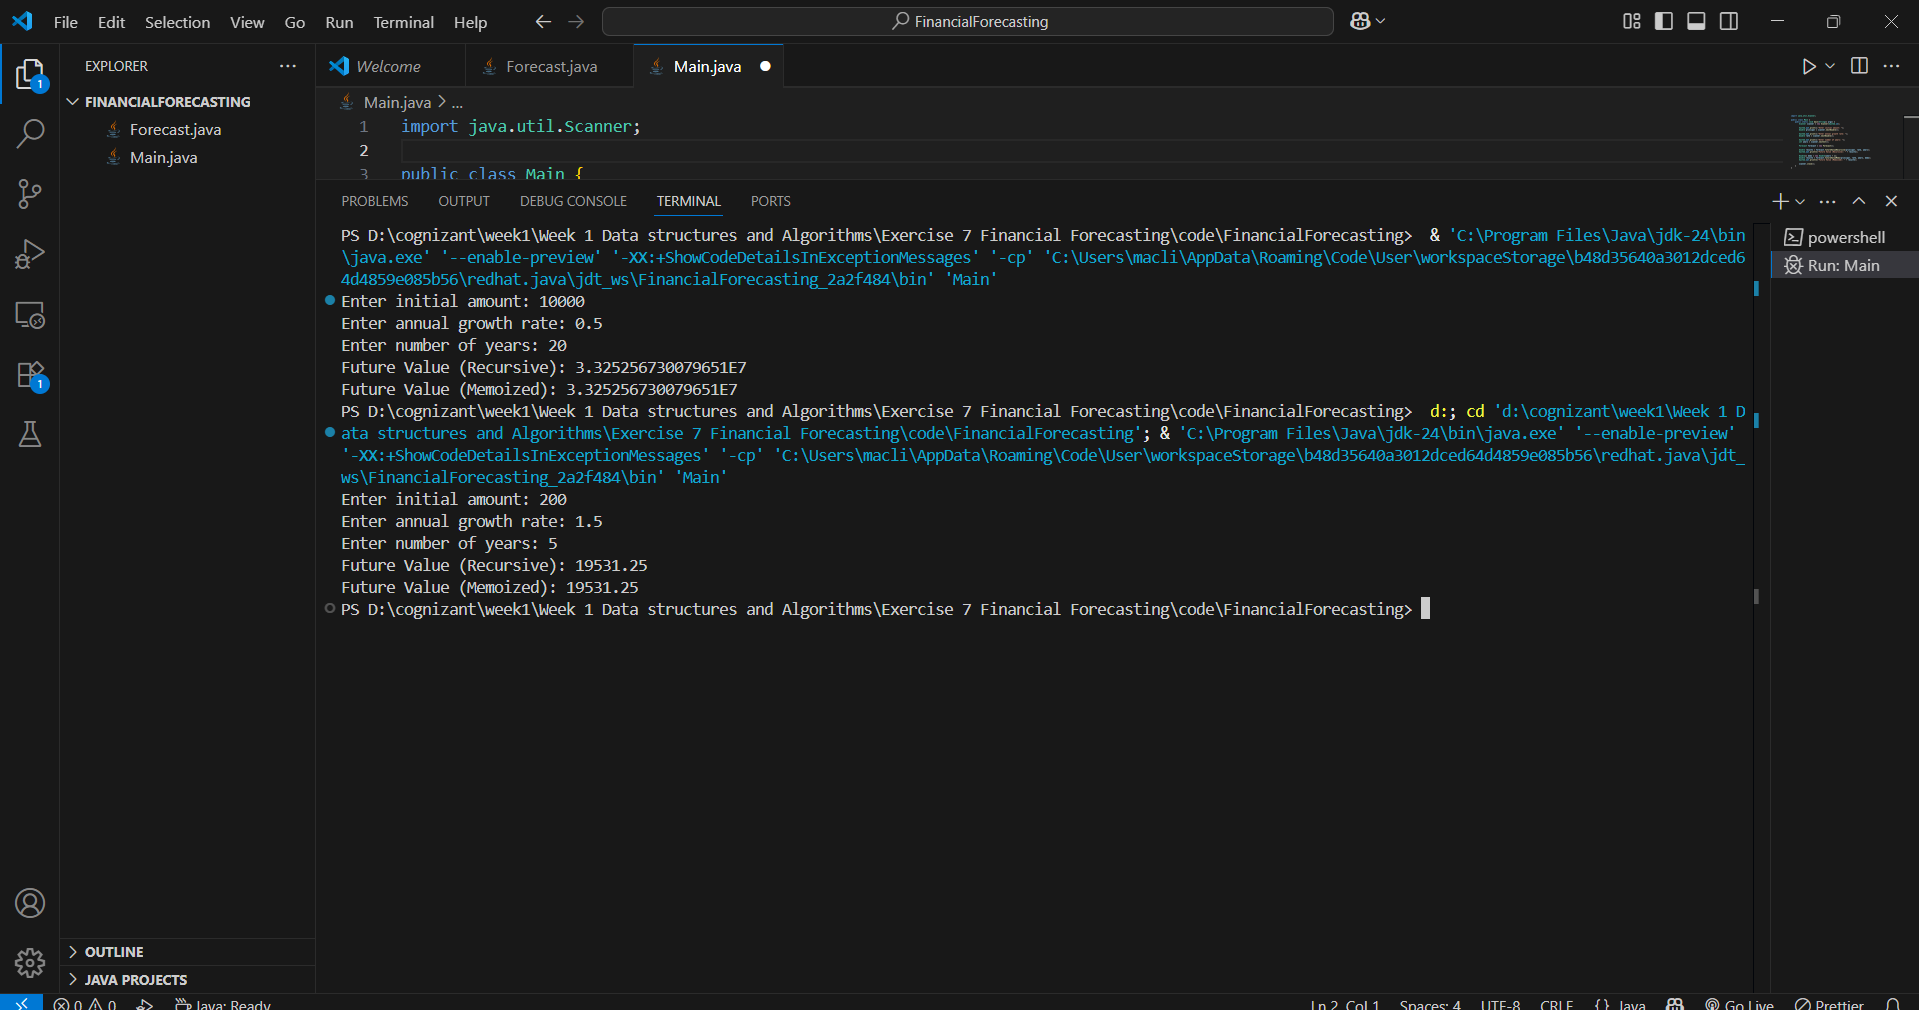 File Edit Selection View Go Run Terminal Help
FinancialForecasting
EXPLORER
FINANCIALFORECASTING
Forecast.java
Main.java
OUTLINE
JAVA PROJECTS
1
1
Welcome
Forecast.java
Main.java
Main.java > ...
1 import java.util.Scanner;
2
3 public class Main {
PROBLEMS OUTPUT DEBUG CONSOLE TERMINAL PORTS
powershell
Run: Main
PS D:\cognizant\week1\Week 1 Data structures and Algorithms\Exercise 7 Financial Forecasting\code\FinancialForecasting> & 'C:\Program Files\Java\jdk-24\bin
\java.exe' '--enable-preview' '-XX:+ShowCodeDetailsInExceptionMessages' '-cp' 'C:\Users\macli\AppData\Roaming\Code\User\workspaceStorage\b48d35640a3012dced6
4d4859e085b56\redhat.java\jdt_ws\FinancialForecasting_2a2f484\bin' 'Main'
Enter initial amount: 10000
Enter annual growth rate: 0.5
Enter number of years: 20
Future Value (Recursive): 3.325256730079651E7
Future Value (Memoized): 3.325256730079651E7
PS D:\cognizant\week1\Week 1 Data structures and Algorithms\Exercise 7 Financial Forecasting\code\FinancialForecasting> d:; cd 'd:\cognizant\week1\Week 1 D
ata structures and Algorithms\Exercise 7 Financial Forecasting\code\FinancialForecasting'; & 'C:\Program Files\Java\jdk-24\bin\java.exe' '--enable-preview'
'-XX:+ShowCodeDetailsInExceptionMessages' '-cp' 'C:\Users\macli\AppData\Roaming\Code\User\workspaceStorage\b48d35640a3012dced64d4859e085b56\redhat.java\jdt_
ws\FinancialForecasting_2a2f484\bin' 'Main'
Enter initial amount: 200
Enter annual growth rate: 1.5
Enter number of years: 5
Future Value (Recursive): 19531.25
Future Value (Memoized): 19531.25
PS D:\cognizant\week1\Week 1 Data structures and Algorithms\Exercise 7 Financial Forecasting\code\FinancialForecasting>
0 0 Java: Ready Ln 2, Col 1 Spaces: 4 UTF-8 CRLF {} Java Go Live Prettier